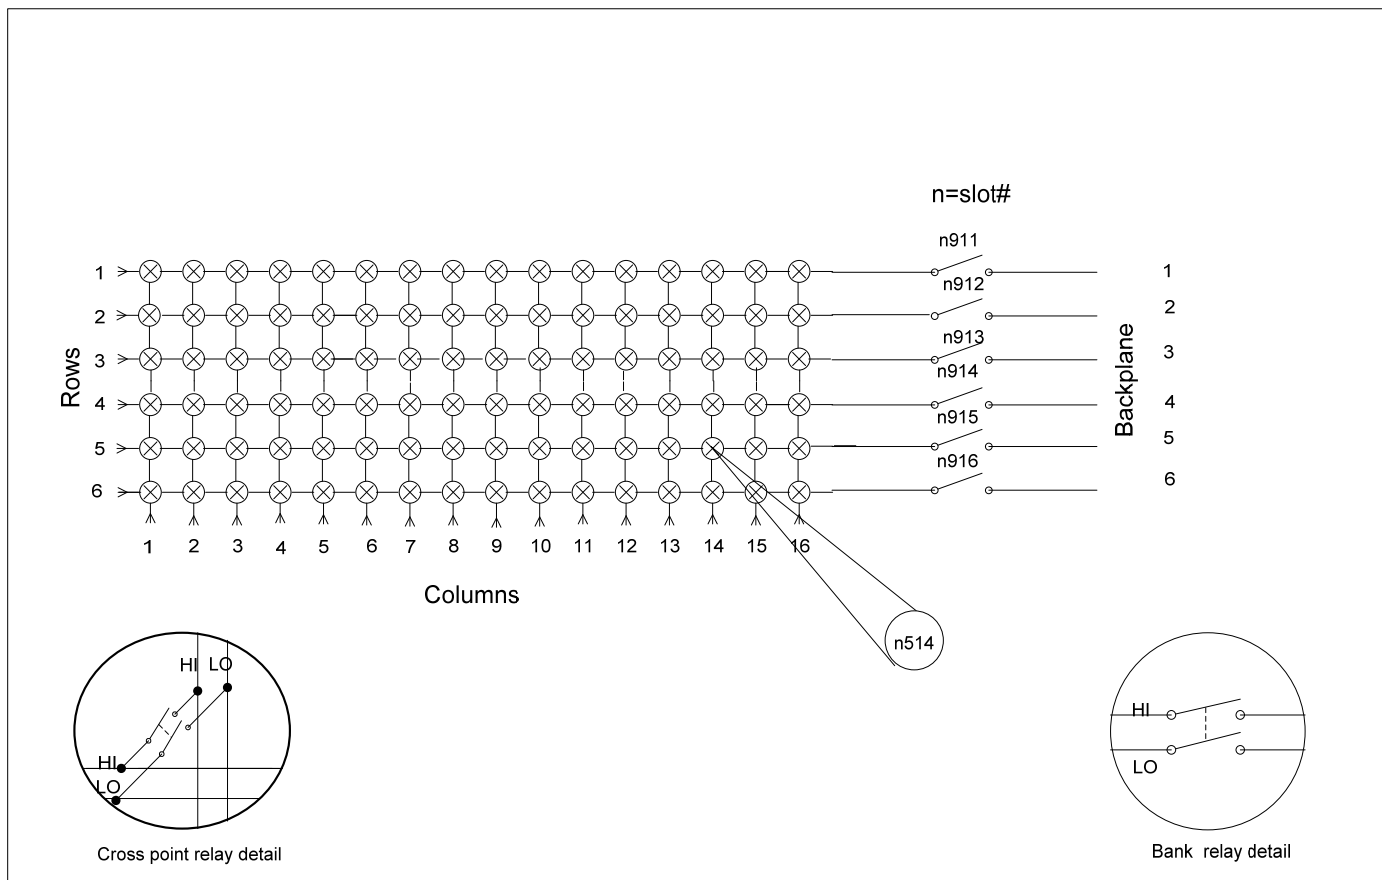 n=slot#
n911
1
1
n912
2
2
n913
3
3
n914
4
4
n915
5
5
n916
6
6
Rows
Backplane
1 2 3 4 5 6 7 8 9 10 11 12 13 14 15 16
Columns
n514
HI LO
HI
LO
Cross point relay detail
HI
LO
Bank relay detail